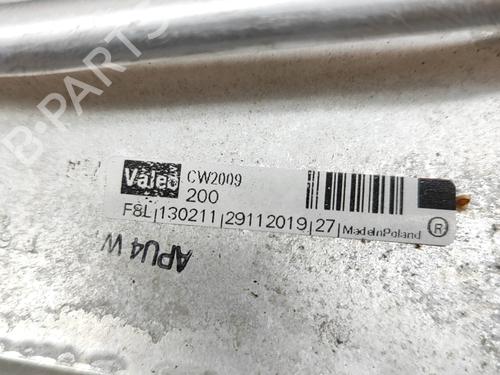 B-PARTS
Valeo CW2009
200
F8L|130211|29112019|27|MadeInPoland ®
APU4 W